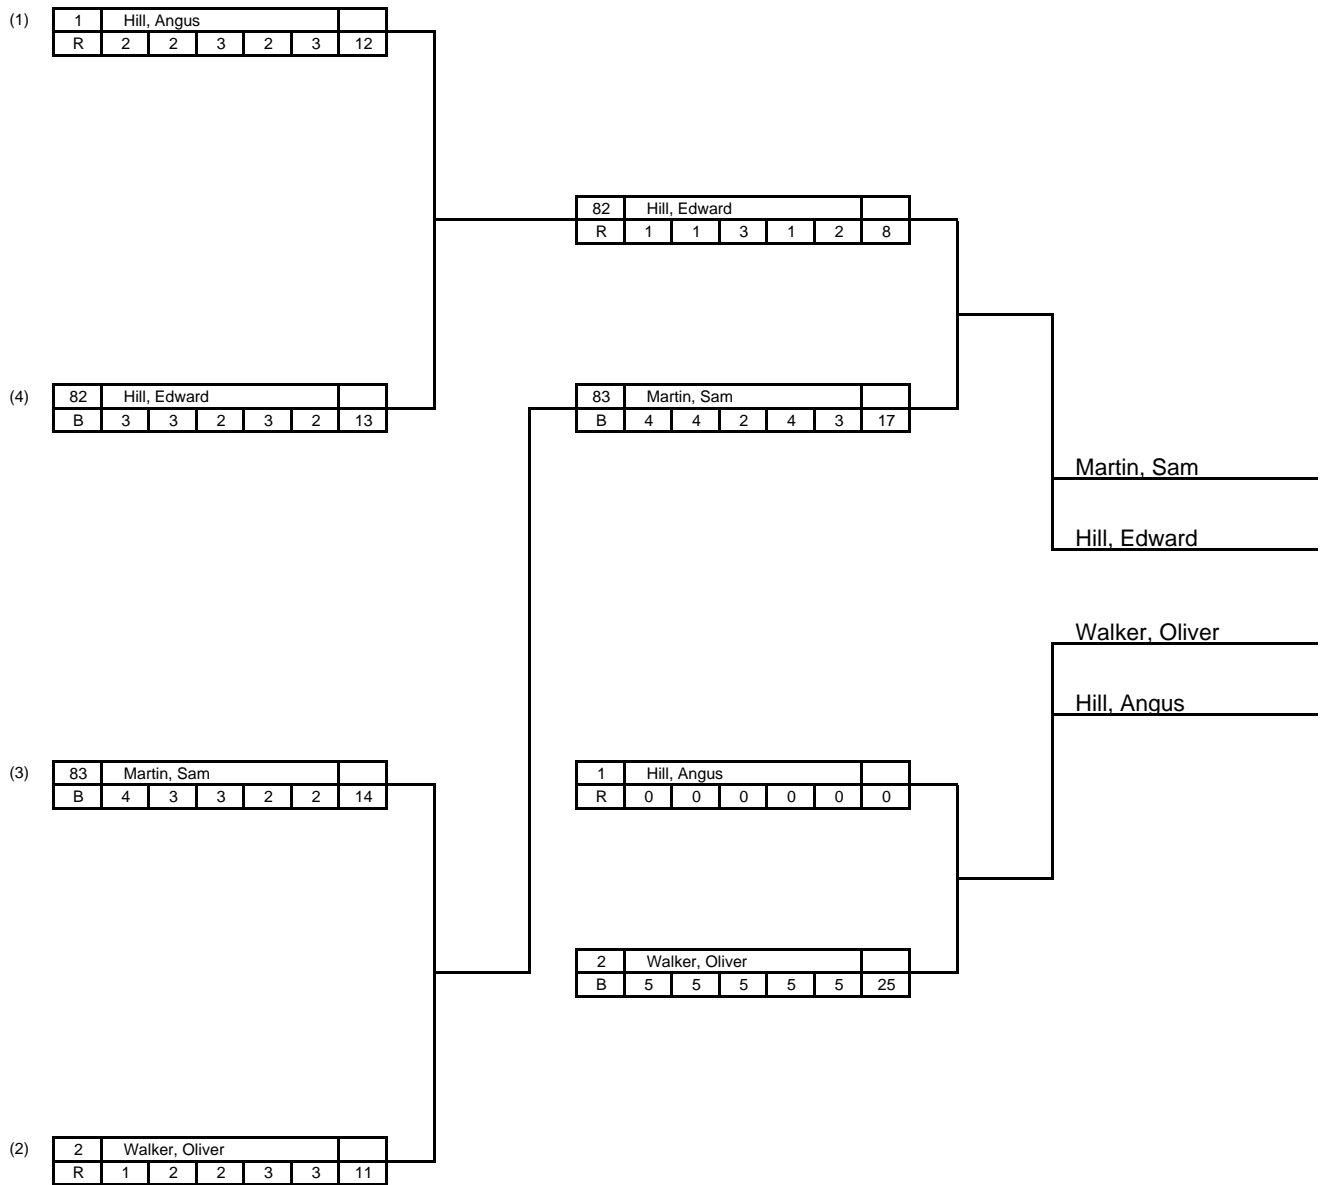 (1) 1 Hill, Angus
R 2 2 3 2 3 12
82 Hill, Edward
R 1 1 3 1 2 8
(4) 82 Hill, Edward
B 3 3 2 3 2 13
83 Martin, Sam
B 4 4 2 4 3 17
Martin, Sam
Hill, Edward
Walker, Oliver
Hill, Angus
(3) 83 Martin, Sam
B 4 3 3 2 2 14
1 Hill, Angus
R 0 0 0 0 0 0
2 Walker, Oliver
B 5 5 5 5 5 25
(2) 2 Walker, Oliver
R 1 2 2 3 3 11